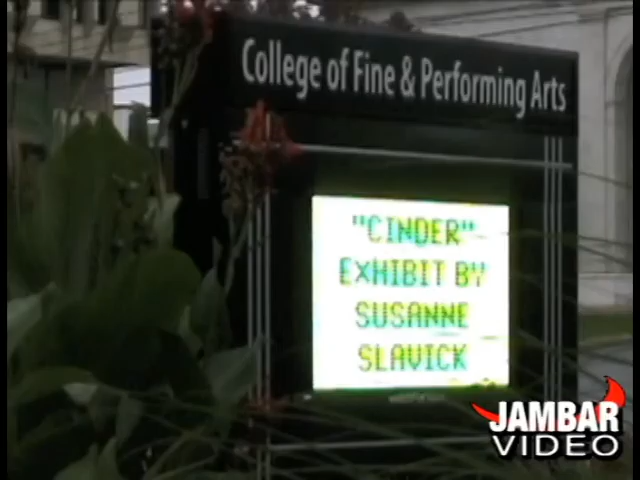 College of Fine & Performing Arts
"CINDER"
EXHIBIT BY
SUSANNE
SLAVICK
JAMBAR
VIDEO